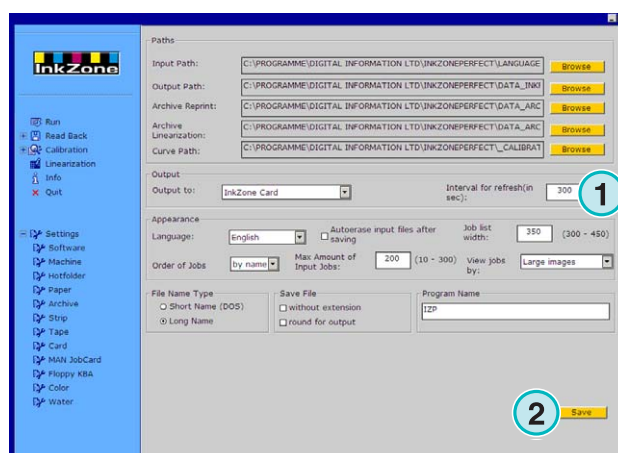 InkZone
Run
Read Back
Calibration
Linearization
Info
Quit
Settings
Software
Machine
Hotfolder
Paper
Archive
Strip
Tape
Card
MAN JobCard
Floppy KBA
Color
Water
Paths
Input Path: C:\PROGRAMME\DIGITAL INFORMATION LTD\INKZONEPERFECT\LANGUAGE Browse
Output Path: C:\PROGRAMME\DIGITAL INFORMATION LTD\INKZONEPERFECT\DATA_INKI Browse
Archive Reprint: C:\PROGRAMME\DIGITAL INFORMATION LTD\INKZONEPERFECT\DATA_ARC Browse
Archive
Linearization: C:\PROGRAMME\DIGITAL INFORMATION LTD\INKZONEPERFECT\DATA_ARC Browse
Curve Path: C:\PROGRAMME\DIGITAL INFORMATION LTD\INKZONEPERFECT\_CALIBRAT Browse
Output
Output to: InkZone Card Interval for refresh(in
sec): 300 1
Appearance
Language: English Autoerase input files after
saving Job list
width: 350 (300 - 450)
Order of Jobs by name Max Amount of
Input Jobs: 200 (10 - 300) View jobs
by: Large images
File Name Type Save File Program Name
Short Name (DOS) without extension IZP
Long Name round for output
2 Save